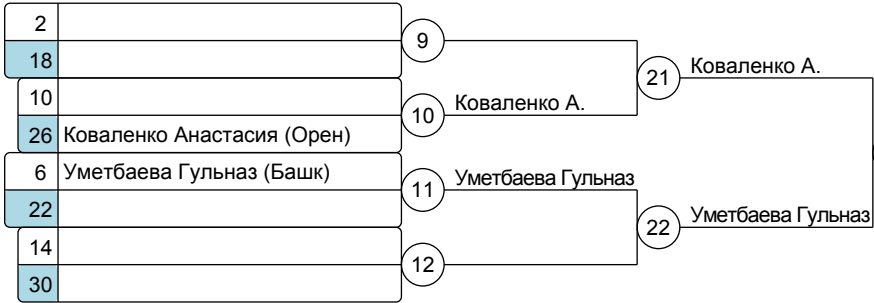 2
9
18
21 Коваленко А.
10
10 Коваленко А.
26 Коваленко Анастасия (Орен)
6 Уметбаева Гульназ (Башк)
11 Уметбаева Гульназ
22
22 Уметбаева Гульназ
14
12
30